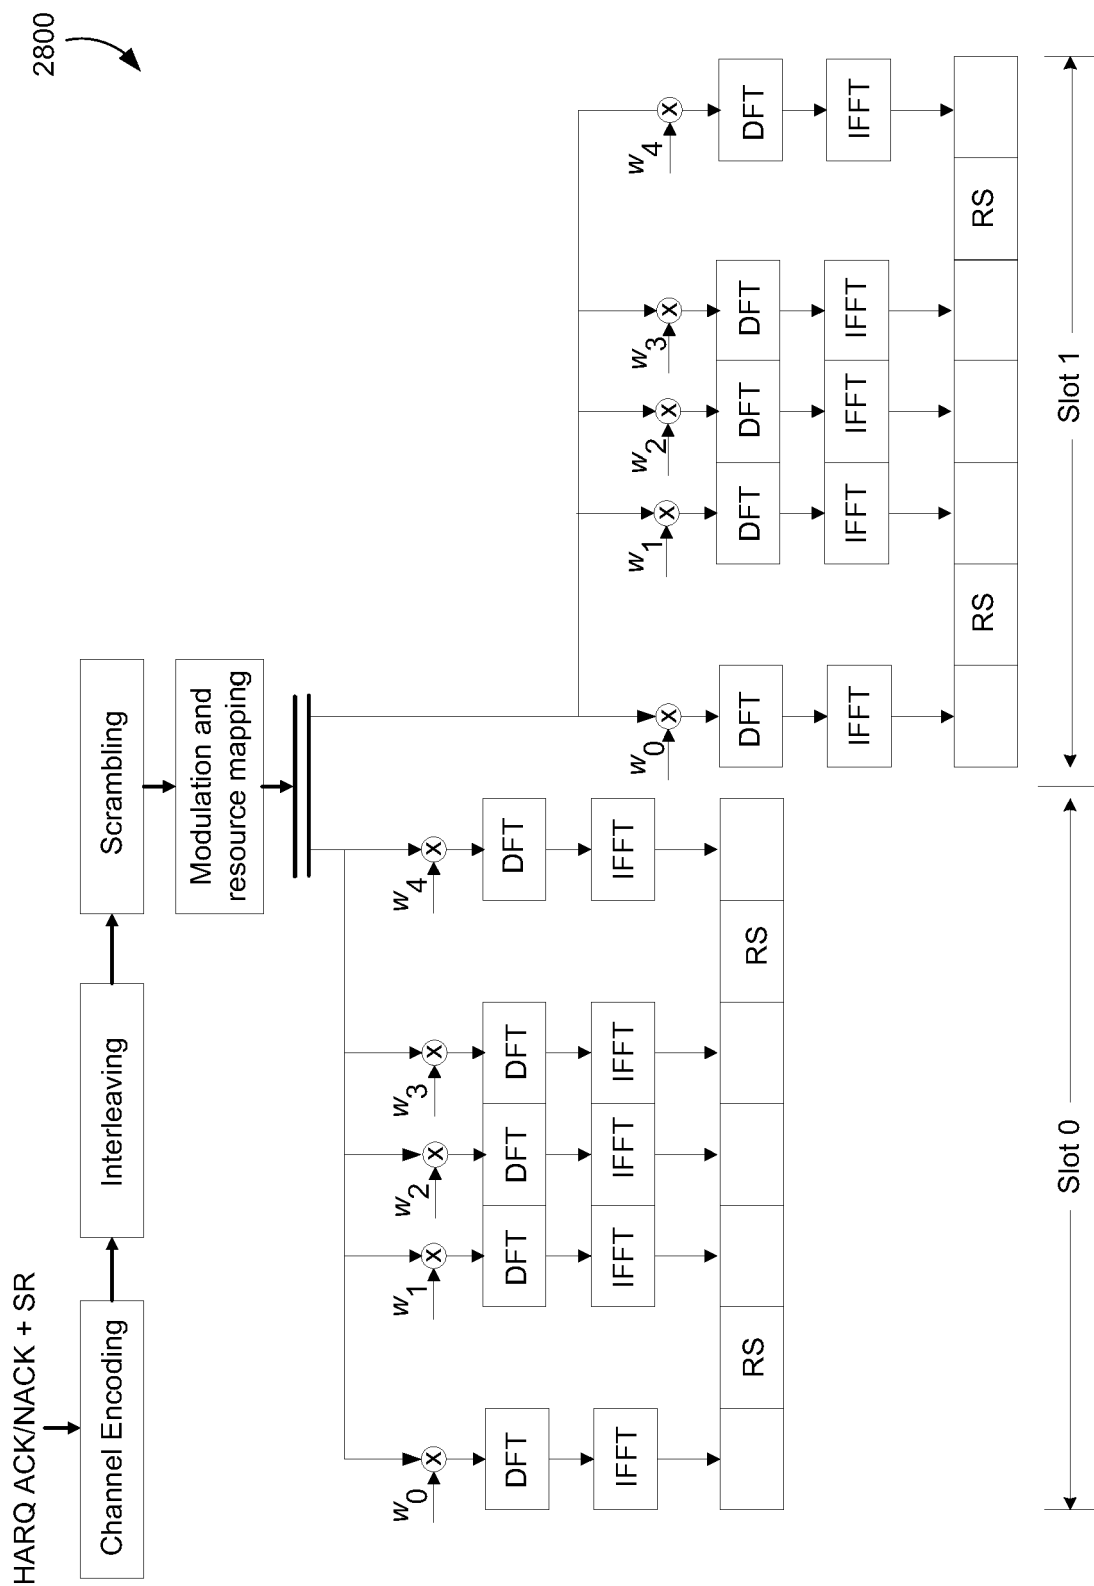 2800
HARQ ACK/NACK + SR
Channel Encoding
Interleaving
Scrambling
Modulation and
resource mapping
w0
w1
w2
w3
w4
DFT
DFT
DFT
DFT
DFT
IFFT
IFFT
IFFT
IFFT
IFFT
RS
RS
w0
w1
w2
w3
w4
DFT
DFT
DFT
DFT
DFT
IFFT
IFFT
IFFT
IFFT
IFFT
RS
RS
Slot 0
Slot 1